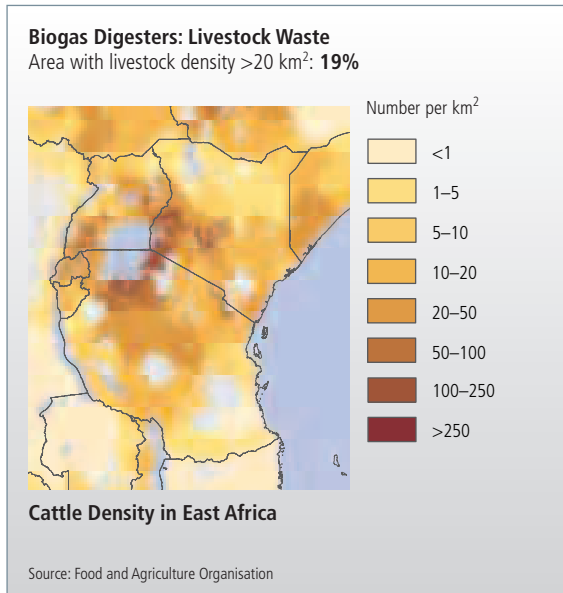 Biogas Digesters: Livestock Waste
Area with livestock density >20 km²: 19%
Number per km²
<1
1–5
5–10
10–20
20–50
50–100
100–250
>250
Cattle Density in East Africa
Source: Food and Agriculture Organisation